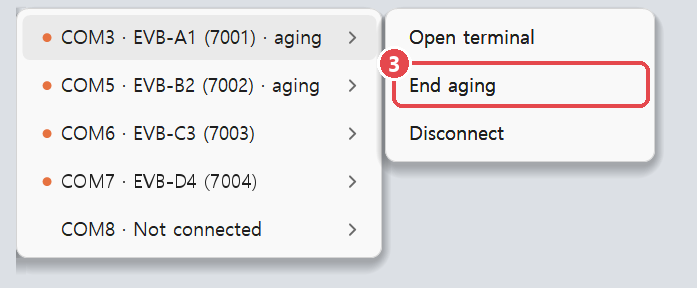 COM3 · EVB-A1 (7001) · aging
COM5 · EVB-B2 (7002) · aging
COM6 · EVB-C3 (7003)
COM7 · EVB-D4 (7004)
COM8 · Not connected
Open terminal
3
End aging
Disconnect